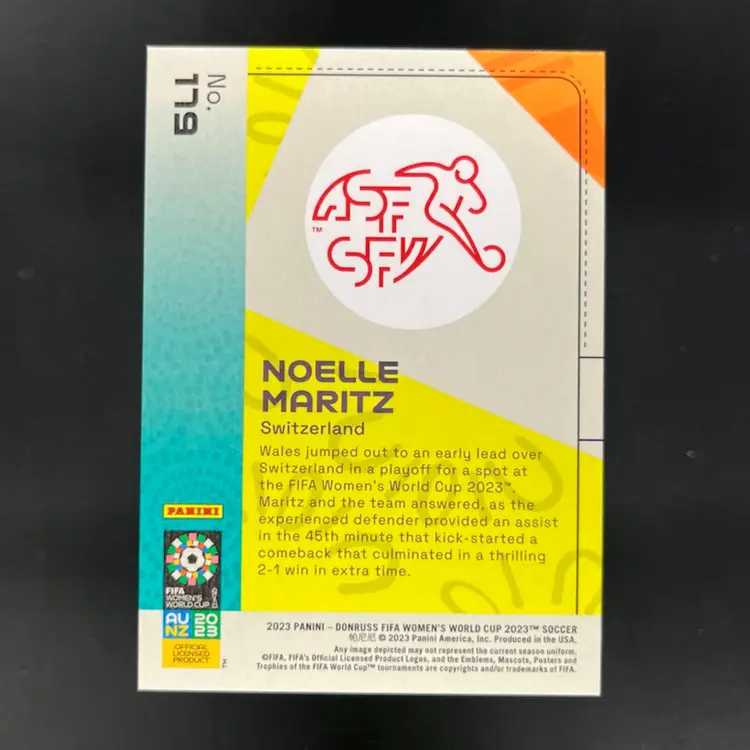 No.
179
ASF
SFV
™
NOELLE
MARITZ
Switzerland
Wales jumped out to an early lead over
Switzerland in a playoff for a spot at
the FIFA Women's World Cup 2023™.
Maritz and the team answered, as the
experienced defender provided an assist
in the 45th minute that kick-started a
comeback that culminated in a thrilling
2-1 win in extra time.
PANINI
FIFA
WOMEN'S
WORLD CUP
AU 20
NZ 23
OFFICIAL
LICENSED
PRODUCT
™
2023 PANINI – DONRUSS FIFA WOMEN'S WORLD CUP 2023™ SOCCER
帕尼尼 © 2023 Panini America, Inc. Produced in the USA.
Any image depicted may not represent the current season uniform.
©FIFA, FIFA's Official Licensed Product Logos, and the Emblems, Mascots, Posters and
Trophies of the FIFA World Cup™ tournaments are copyrights and/or trademarks of FIFA.